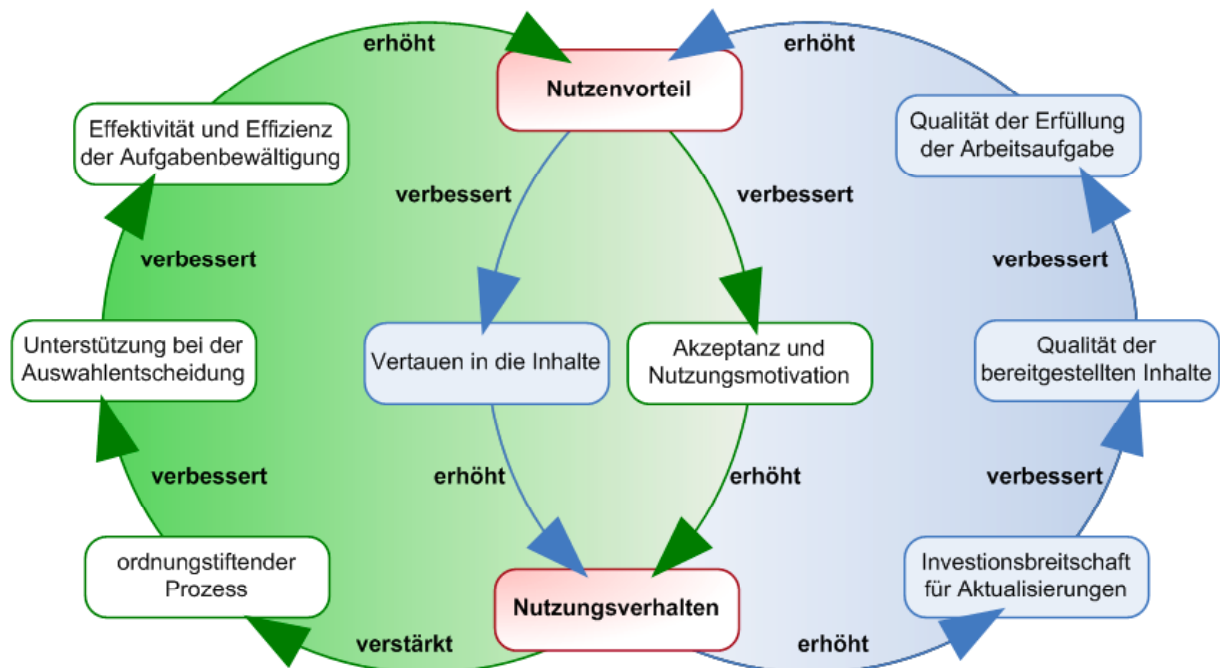 erhöht
erhöht
Nutzenvorteil
Effektivität und Effizienz
der Aufgabenbewältigung
Qualität der Erfüllung
der Arbeitsaufgabe
verbessert
verbessert
verbessert
verbessert
Unterstützung bei der
Auswahlentscheidung
Vertauen in die Inhalte
Akzeptanz und
Nutzungsmotivation
Qualität der
bereitgestellten Inhalte
verbessert
erhöht
erhöht
verbessert
ordnungstiftender
Prozess
Investionsbreitschaft
für Aktualisierungen
Nutzungsverhalten
verstärkt
erhöht